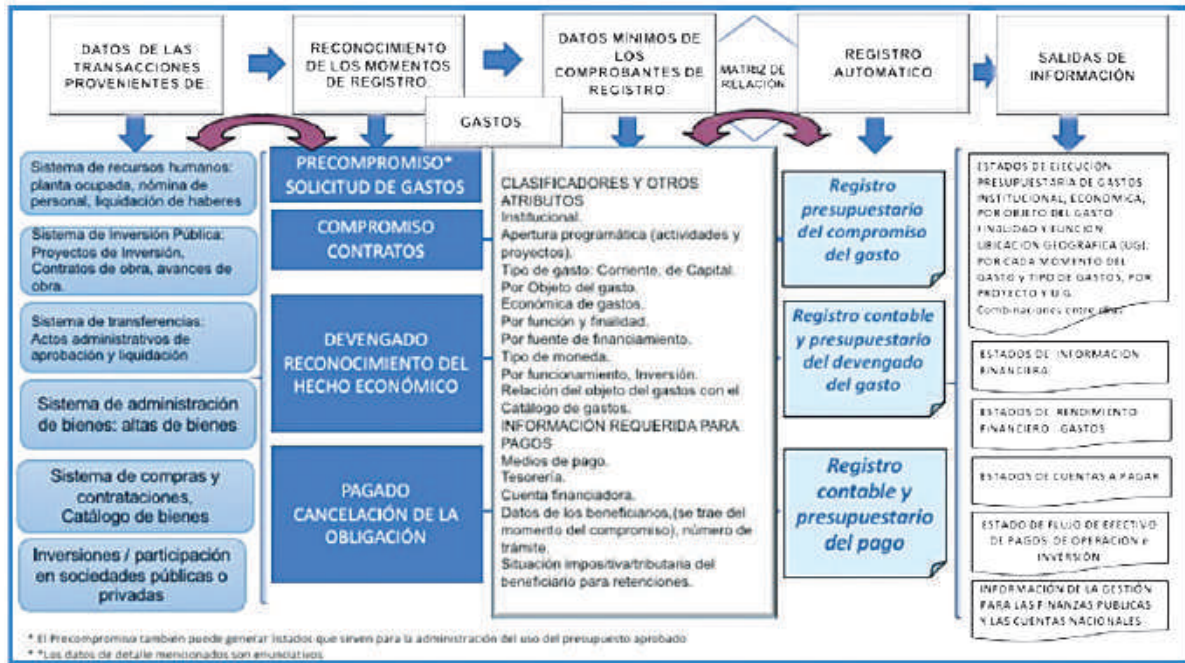 DATOS DE LAS
TRANSACCIONES
PROVENIENTES DE:
RECONOCIMIENTO
DE LOS MOMENTOS
DE REGISTRO.
DATOS MÍNIMOS DE
LOS
COMPROBANTES DE
REGISTRO.
MATRIZ DE
RELACIÓN
REGISTRO
AUTOMÁTICO
SALIDAS DE
INFORMACIÓN
GASTOS
Sistema de recursos humanos:
planta ocupada, nómina de
personal, liquidación de haberes
Sistema de Inversión Pública:
Proyectos de Inversión,
Contratos de obra, avances de
obra.
Sistema de transferencias:
Actos administrativos de
aprobación y liquidación
Sistema de administración
de bienes: altas de bienes
Sistema de compras y
contrataciones,
Catálogo de bienes
Inversiones / participación
en sociedades públicas o
privadas
PRECOMPROMISO*
SOLICITUD DE GASTOS
COMPROMISO
CONTRATOS
DEVENGADO
RECONOCIMIENTO DEL
HECHO ECONÓMICO
PAGADO
CANCELACIÓN DE LA
OBLIGACIÓN
CLASIFICADORES Y OTROS
ATRIBUTOS
Institucional.
Apertura programática (actividades y
proyectos).
Tipo de gasto: Corriente, de Capital.
Por Objeto del gasto.
Económica de gastos.
Por función y finalidad.
Por fuente de financiamiento.
Tipo de moneda.
Por funcionamiento, Inversión.
Relación del objeto del gastos con el
Catálogo de gastos.
INFORMACIÓN REQUERIDA PARA
PAGOS
Medios de pago.
Tesorería.
Cuenta financiadora.
Datos de los beneficiarios,(se trae del
momento del compromiso), número de
trámite.
Situación impositiva/tributaria del
beneficiario para retenciones.
Registro
presupuestario
del compromiso
del gasto
Registro contable
y presupuestario
del devengado
del gasto
Registro
contable y
presupuestario
del pago
ESTADOS DE EJECUCIÓN
PRESUPUESTARIA DE GASTOS
INSTITUCIONAL, ECONÓMICA,
POR OBJETO DEL GASTO
FINALIDAD Y FUNCIÓN,
UBICACIÓN GEOGRÁFICA (UG).
POR CADA MOMENTO DEL
GASTO y TIPO DE GASTOS, POR
PROYECTO Y U.G.
Combinaciones entre ellas
ESTADOS DE INFORMACIÓN
FINANCIERA
ESTADOS DE RENDIMIENTO
FINANCIERO GASTOS
ESTADOS DE CUENTAS A PAGAR
ESTADO DE FLUJO DE EFECTIVO
DE PAGOS DE OPERACIÓN e
INVERSIÓN
INFORMACIÓN DE LA GESTIÓN
PARA LAS FINANZAS PÚBLICAS
Y LAS CUENTAS NACIONALES
* El Precompromiso también puede generar listados que sirven para la administración del uso del presupuesto aprobado
* *Los datos de detalle mencionados son enunciativos